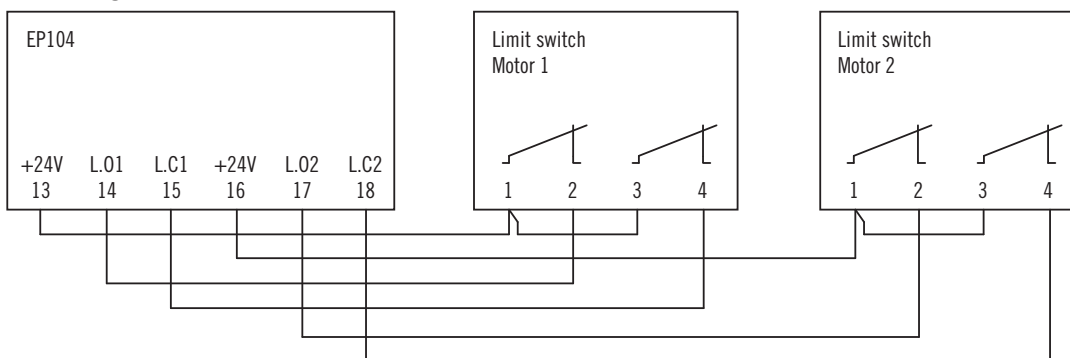 EP104
+24V L.O1 L.C1 +24V L.O2 L.C2
13 14 15 16 17 18
Limit switch
Motor 1
1 2 3 4
Limit switch
Motor 2
1 2 3 4